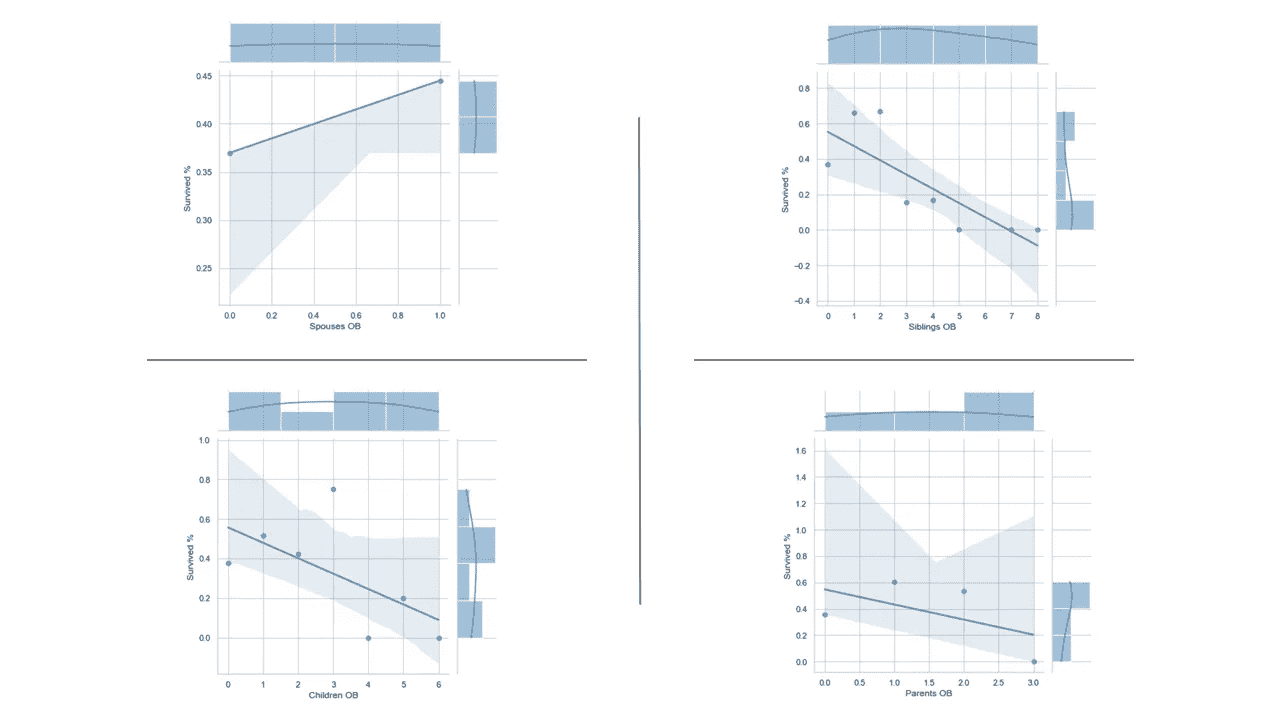 0.45
0.40
0.35
0.30
0.25
Survived %
0.0 0.2 0.4 0.6 0.8 1.0
Spouses OB
0.8
0.6
0.4
0.2
0.0
−0.2
−0.4
Survived %
0 1 2 3 4 5 6 7 8
Siblings OB
1.0
0.8
0.6
0.4
0.2
0.0
Survived %
0 1 2 3 4 5 6
Children OB
1.6
1.4
1.2
1.0
0.8
0.6
0.4
0.2
0.0
Survived %
0.0 0.5 1.0 1.5 2.0 2.5 3.0
Parents OB